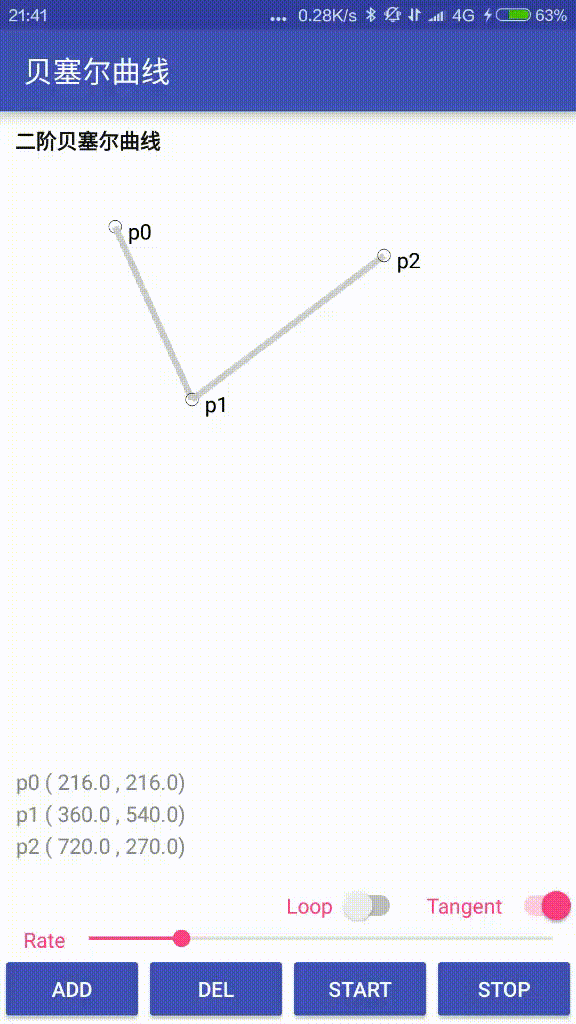 21:41 ... 0.28K/s 4G 63%
贝塞尔曲线
二阶贝塞尔曲线
p0
p2
p1
p0 ( 216.0 , 216.0)
p1 ( 360.0 , 540.0)
p2 ( 720.0 , 270.0)
Loop Tangent
Rate
ADD DEL START STOP